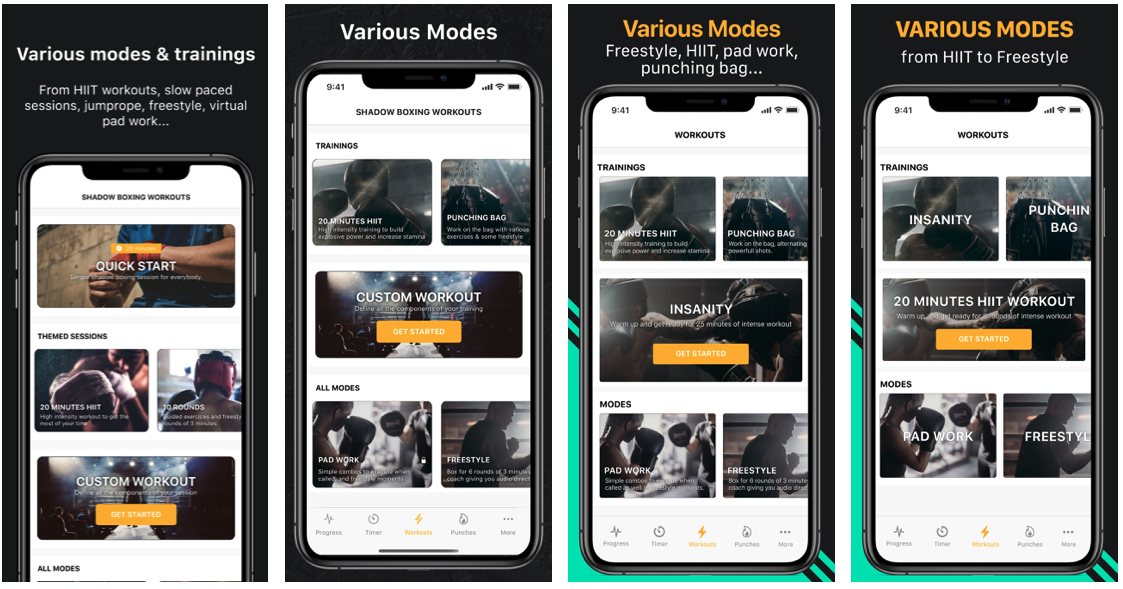 Various modes & trainings
From HIIT workouts, slow paced
sessions, jumprope, freestyle, virtual
pad work...
SHADOW BOXING WORKOUTS
20 minutes
QUICK START
Simple shadow boxing session for everybody.
THEMED SESSIONS
20 MINUTES HIIT
High intensity workout to get the
most of your time
10 ROUNDS
Guided exercices and freesty
rounds of 3 minutes
CUSTOM WORKOUT
Define all the components of your session
GET STARTED
ALL MODES
Various Modes
9:41
SHADOW BOXING WORKOUTS
TRAININGS
20 MINUTES HIIT
High intensity training to build
explosive power and increase stamina
PUNCHING BAG
Work on the bag with various
exercises & some freestyle
CUSTOM WORKOUT
Define all the components of your training
GET STARTED
ALL MODES
PAD WORK
Simple combos to execute when
called, and freestyle moments
FREESTYLE
Box for 6 rounds of 3 minutes
coach giving you audio direct
Progress
Timer
Workouts
Punches
More
Various Modes
Freestyle, HIIT, pad work,
punching bag...
9:41
WORKOUTS
TRAININGS
20 MINUTES HIIT
High intensity training to build
explosive power and increase stamina
PUNCHING BAG
Work on the bag, alternating
powerfull shots.
INSANITY
Warm up and get ready for 25 minutes of intense workout
GET STARTED
MODES
PAD WORK
Simple combos to execute when
called as well as freestyle moments.
FREESTYLE
Box for 6 rounds of 3 minute
coach giving you audio direc
Progress
Timer
Workouts
Punches
More
VARIOUS MODES
from HIIT to Freestyle
9:41
WORKOUTS
TRAININGS
INSANITY
PUNCHIN
BAG
20 MINUTES HIIT WORKOUT
Warm up and get ready for 5 rounds of intense workout
GET STARTED
MODES
PAD WORK
FREESTYL
Progress
Timer
Workouts
Punches
More